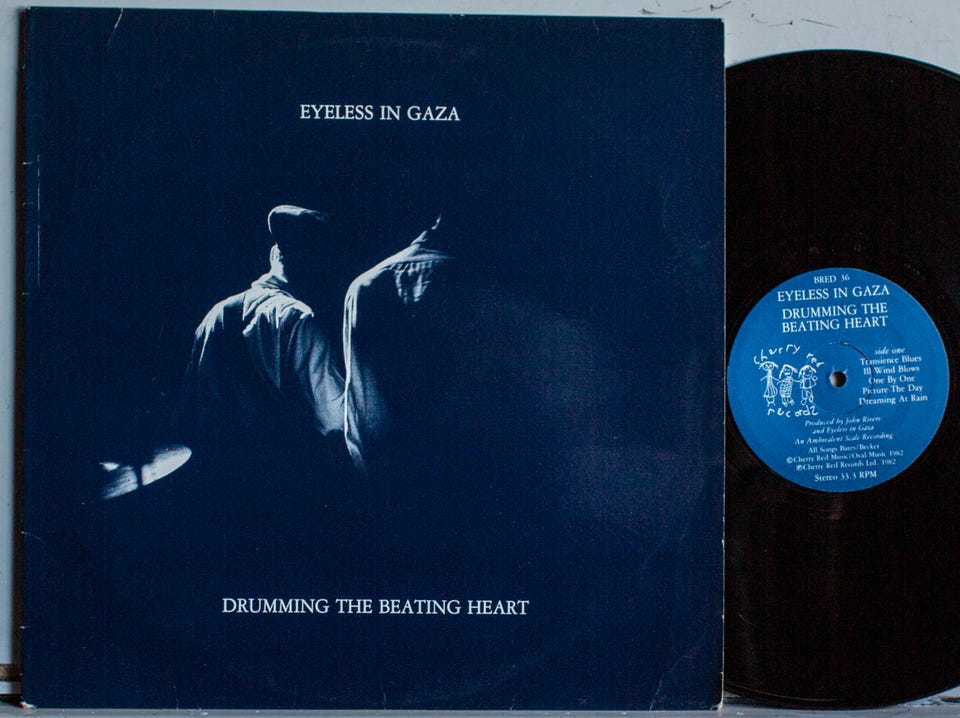 EYELESS IN GAZA
DRUMMING THE BEATING HEART
BRED 36
EYELESS IN GAZA
DRUMMING THE
BEATING HEART
cherry red
records
side one
Transience Blues
Ill Wind Blows
One By One
Picture The Day
Dreaming At Rain
Produced by John Rivers
and Eyeless in Gaza
An Ambivalent Scale Recording
All Songs Bates/Becker
©Cherry Red Music/Oval Music 1982
℗Cherry Red Records Ltd. 1982
Stereo 33.3 RPM